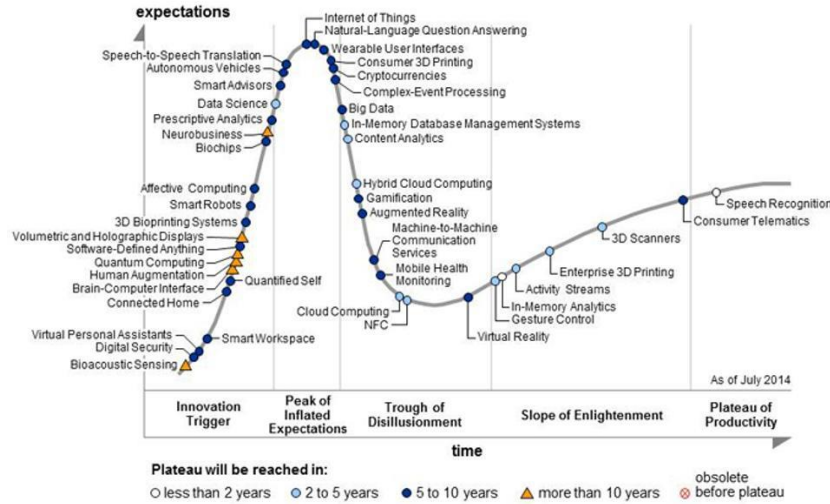 expectations
Internet of Things
Natural-Language Question Answering
Wearable User Interfaces
Consumer 3D Printing
Cryptocurrencies
Complex-Event Processing
Speech-to-Speech Translation
Autonomous Vehicles
Smart Advisors
Data Science
Prescriptive Analytics
Neurobusiness
Biochips
Big Data
In-Memory Database Management Systems
Content Analytics
Affective Computing
Smart Robots
3D Bioprinting Systems
Volumetric and Holographic Displays
Software-Defined Anything
Quantum Computing
Human Augmentation
Brain-Computer Interface
Connected Home
Quantified Self
Hybrid Cloud Computing
Gamification
Augmented Reality
Machine-to-Machine
Communication
Services
Mobile Health
Monitoring
Cloud Computing
NFC
Virtual Personal Assistants
Digital Security
Bioacoustic Sensing
Smart Workspace
Virtual Reality
Gesture Control
In-Memory Analytics
Activity Streams
Enterprise 3D Printing
3D Scanners
Consumer Telematics
Speech Recognition
As of July 2014
Innovation
Trigger
Peak of
Inflated
Expectations
Trough of
Disillusionment
Slope of Enlightenment
Plateau of
Productivity
time
Plateau will be reached in:
less than 2 years
2 to 5 years
5 to 10 years
more than 10 years
obsolete
before plateau